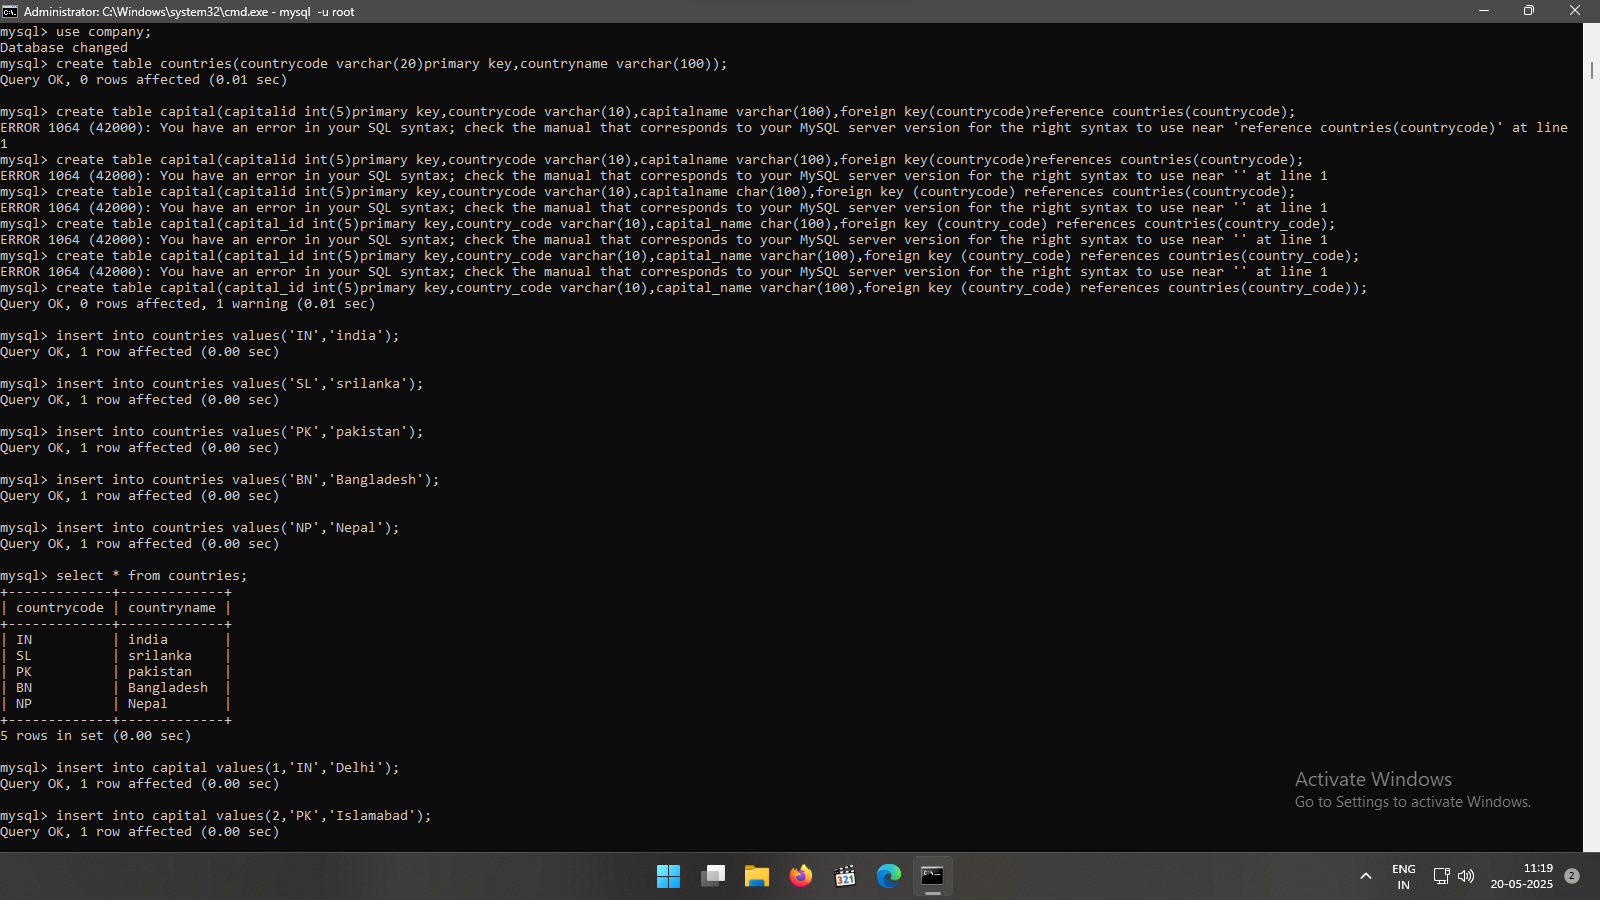 Administrator: C:\Windows\system32\cmd.exe - mysql  -u root
mysql> use company;
Database changed
mysql> create table countries(countrycode varchar(20)primary key,countryname varchar(100));
Query OK, 0 rows affected (0.01 sec)
mysql> create table capital(capitalid int(5)primary key,countrycode varchar(10),capitalname varchar(100),foreign key(countrycode)reference countries(countrycode);
ERROR 1064 (42000): You have an error in your SQL syntax; check the manual that corresponds to your MySQL server version for the right syntax to use near 'reference countries(countrycode)' at line
1
mysql> create table capital(capitalid int(5)primary key,countrycode varchar(10),capitalname varchar(100),foreign key(countrycode)references countries(countrycode);
ERROR 1064 (42000): You have an error in your SQL syntax; check the manual that corresponds to your MySQL server version for the right syntax to use near '' at line 1
mysql> create table capital(capitalid int(5)primary key,countrycode varchar(10),capitalname char(100),foreign key (countrycode) references countries(countrycode);
ERROR 1064 (42000): You have an error in your SQL syntax; check the manual that corresponds to your MySQL server version for the right syntax to use near '' at line 1
mysql> create table capital(capital_id int(5)primary key,country_code varchar(10),capital_name char(100),foreign key (country_code) references countries(country_code);
ERROR 1064 (42000): You have an error in your SQL syntax; check the manual that corresponds to your MySQL server version for the right syntax to use near '' at line 1
mysql> create table capital(capital_id int(5)primary key,country_code varchar(10),capital_name varchar(100),foreign key (country_code) references countries(country_code);
ERROR 1064 (42000): You have an error in your SQL syntax; check the manual that corresponds to your MySQL server version for the right syntax to use near '' at line 1
mysql> create table capital(capital_id int(5)primary key,country_code varchar(10),capital_name varchar(100),foreign key (country_code) references countries(country_code));
Query OK, 0 rows affected, 1 warning (0.01 sec)
mysql> insert into countries values('IN','india');
Query OK, 1 row affected (0.00 sec)
mysql> insert into countries values('SL','srilanka');
Query OK, 1 row affected (0.00 sec)
mysql> insert into countries values('PK','pakistan');
Query OK, 1 row affected (0.00 sec)
mysql> insert into countries values('BN','Bangladesh');
Query OK, 1 row affected (0.00 sec)
mysql> insert into countries values('NP','Nepal');
Query OK, 1 row affected (0.00 sec)
mysql> select * from countries;
+-------------+-------------+
| countrycode | countryname |
+-------------+-------------+
| IN          | india       |
| SL          | srilanka    |
| PK          | pakistan    |
| BN          | Bangladesh  |
| NP          | Nepal       |
+-------------+-------------+
5 rows in set (0.00 sec)
mysql> insert into capital values(1,'IN','Delhi');
Query OK, 1 row affected (0.00 sec)
mysql> insert into capital values(2,'PK','Islamabad');
Query OK, 1 row affected (0.00 sec)
Activate Windows
Go to Settings to activate Windows.
321
ENG
IN
11:19
20-05-2025
2